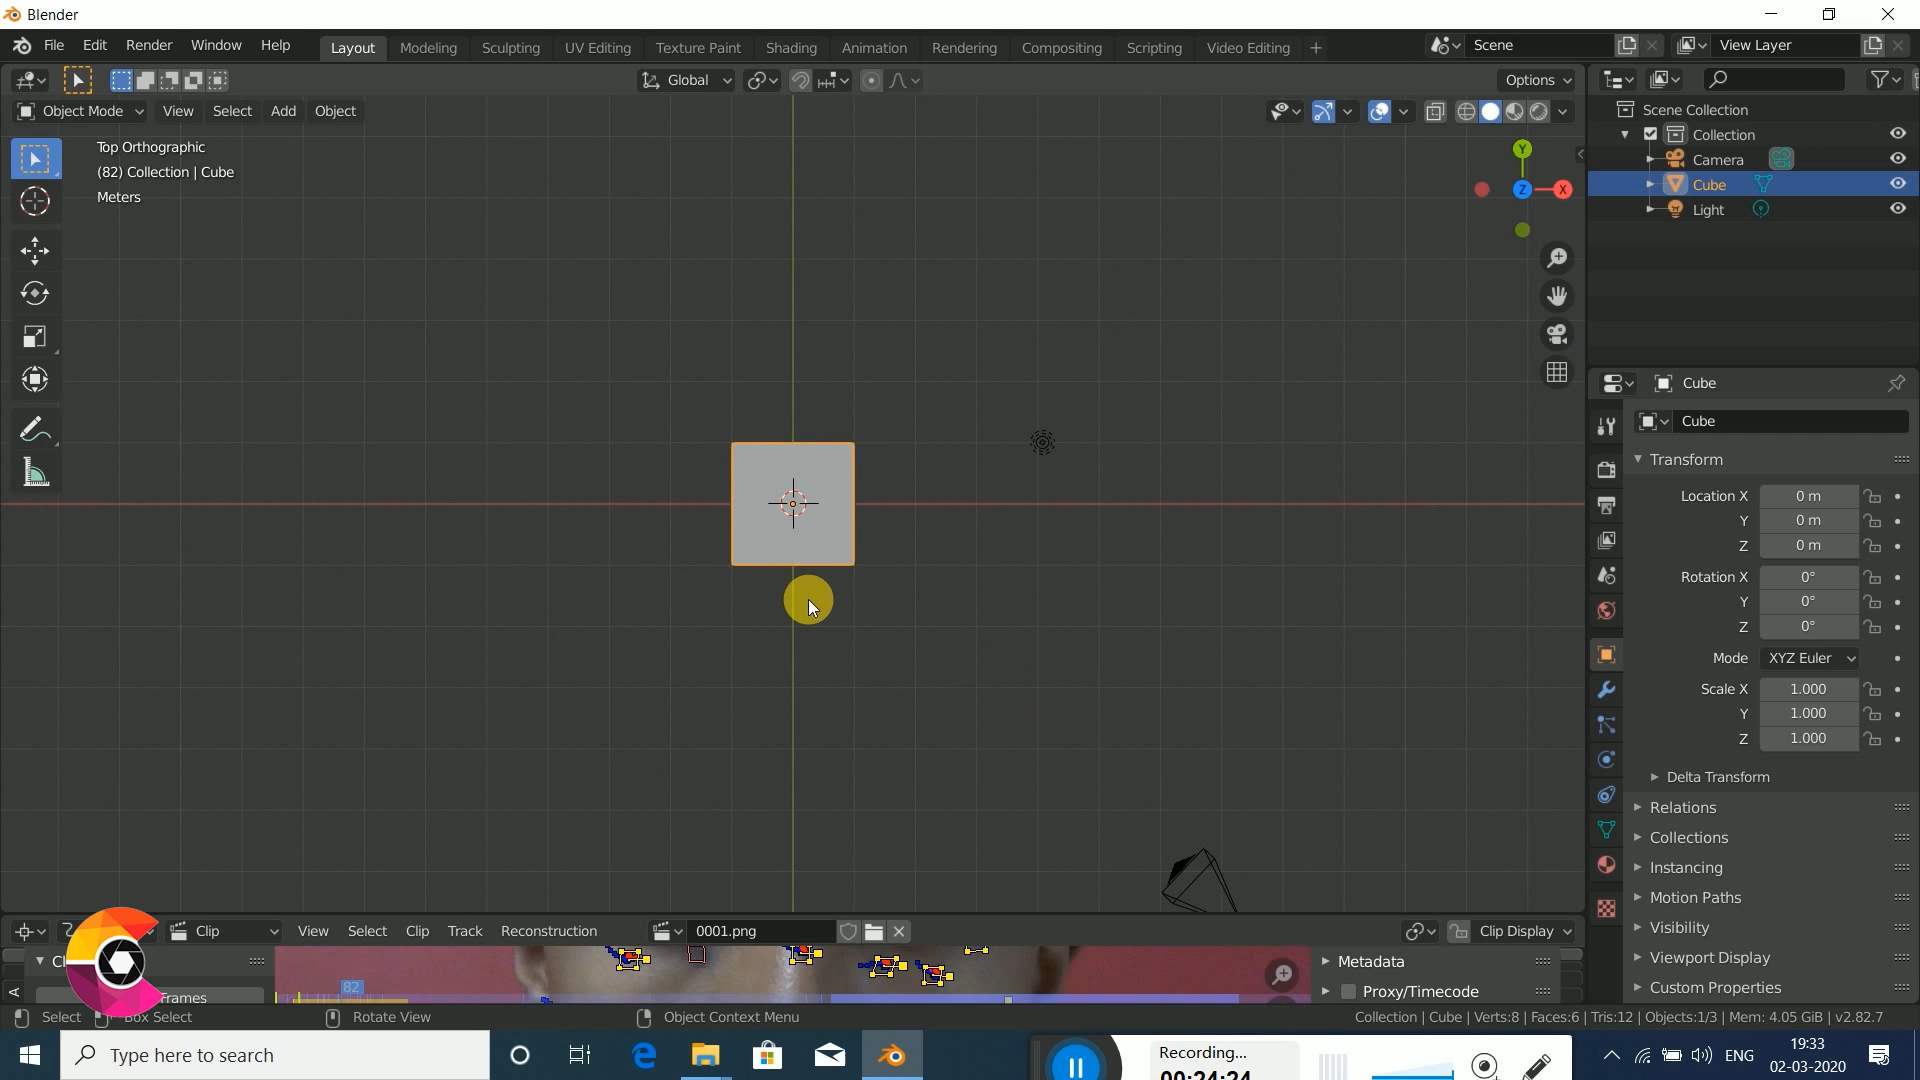 Blender
File Edit Render Window Help Layout Modeling Sculpting UV Editing Texture Paint Shading Animation Rendering Compositing Scripting Video Editing + Scene View Layer
Global Options
Object Mode View Select Add Object
Scene Collection
Collection
Camera
Cube
Light
Top Orthographic
(82) Collection | Cube
Meters
Y
Z X
Cube
Cube
Transform
Location X 0 m
Y 0 m
Z 0 m
Rotation X 0°
Y 0°
Z 0°
Mode XYZ Euler
Scale X 1.000
Y 1.000
Z 1.000
Delta Transform
Relations
Collections
Instancing
Motion Paths
Visibility
Viewport Display
Custom Properties
Clip View Select Clip Track Reconstruction 0001.png Clip Display
Metadata
82
Frames
Proxy/Timecode
Select Box Select Rotate View Object Context Menu Collection | Cube | Verts:8 | Faces:6 | Tris:12 | Objects:1/3 | Mem: 4.05 GiB | v2.82.7
Type here to search
Recording...
00:24:24
ENG
19:33
02-03-2020